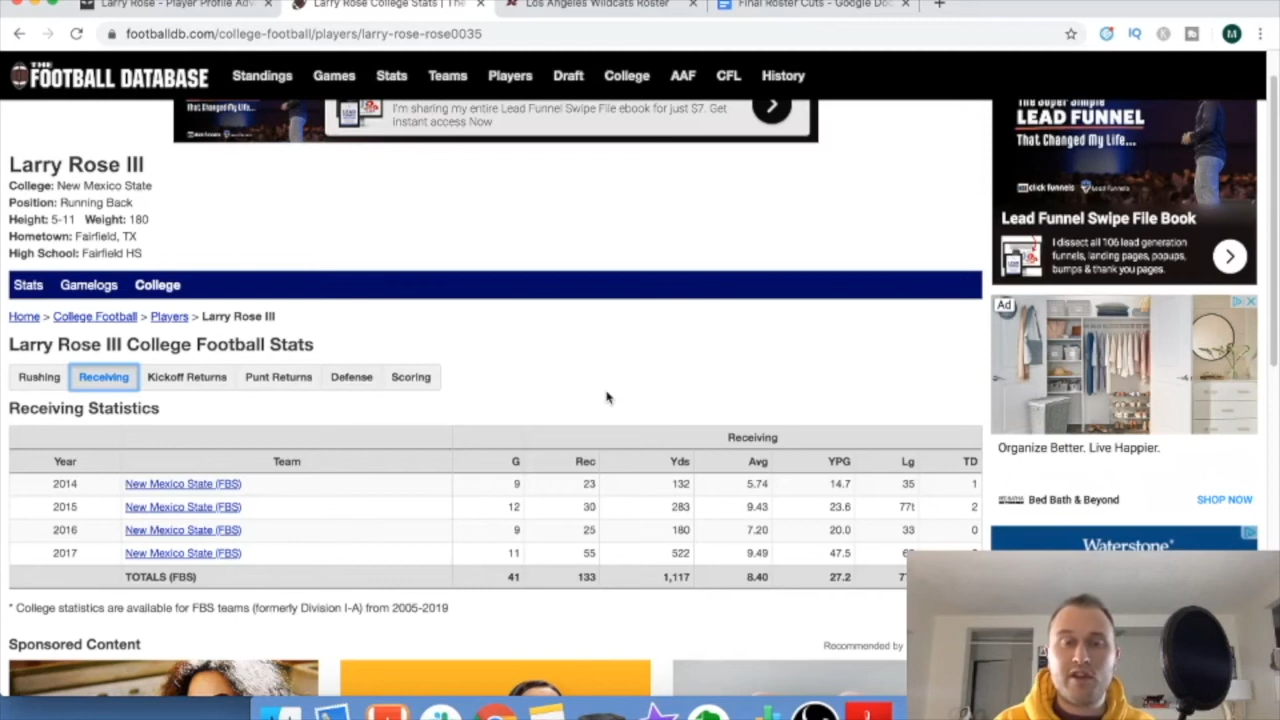 Larry Rose - Player Profile Adv
Larry Rose College Stats | The
Los Angeles Wildcats Roster
Final Roster Cuts - Google Doc
footballdb.com/college-football/players/larry-rose-rose0035
IQ
K
M
THE
FOOTBALL DATABASE
Standings Games Stats Teams Players Draft College AAF CFL History
That Changed My Life...
I'm sharing my entire Lead Funnel Swipe File ebook for just $7. Get
instant access Now
The Super Simple
LEAD FUNNEL
That Changed My Life...
click funnels Lead Funnels
Lead Funnel Swipe File Book
I dissect all 106 lead generation
funnels, landing pages, popups,
bumps & thank you pages.
Larry Rose III
College: New Mexico State
Position: Running Back
Height: 5-11 Weight: 180
Hometown: Fairfield, TX
High School: Fairfield HS
Stats Gamelogs College
Home > College Football > Players > Larry Rose III
Larry Rose III College Football Stats
Rushing Receiving Kickoff Returns Punt Returns Defense Scoring
Receiving Statistics
Receiving
Year Team G Rec Yds Avg YPG Lg TD
2014 New Mexico State (FBS) 9 23 132 5.74 14.7 35 1
2015 New Mexico State (FBS) 12 30 283 9.43 23.6 77t 2
2016 New Mexico State (FBS) 9 25 180 7.20 20.0 33 0
2017 New Mexico State (FBS) 11 55 522 9.49 47.5
TOTALS (FBS) 41 133 1,117 8.40 27.2
* College statistics are available for FBS teams (formerly Division I-A) from 2005-2019
Sponsored Content
Recommended by
Ad
Organize Better. Live Happier.
Bed Bath & Beyond
SHOP NOW
Waterstone